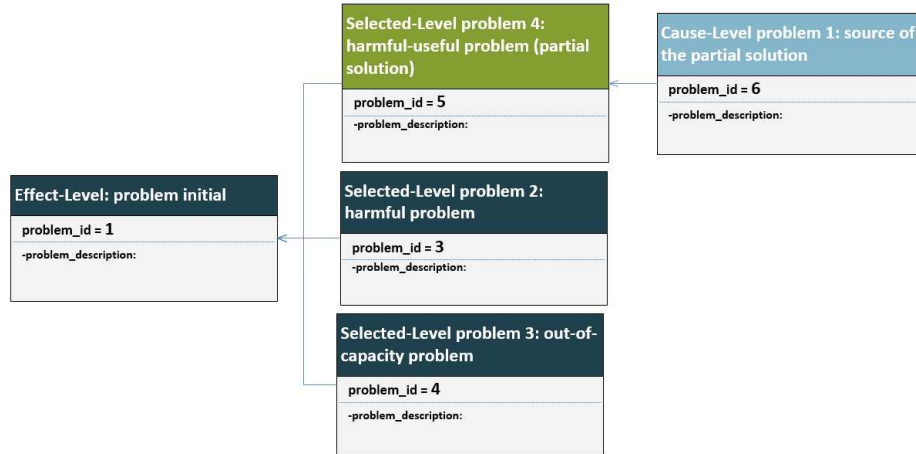 Selected-Level problem 4:
harmful-useful problem (partial
solution)
problem_id = 5
-problem_description:
Cause-Level problem 1: source of
the partial solution
problem_id = 6
-problem_description:
Effect-Level: problem initial
problem_id = 1
-problem_description:
Selected-Level problem 2:
harmful problem
problem_id = 3
-problem_description:
Selected-Level problem 3: out-of-
capacity problem
problem_id = 4
-problem_description: